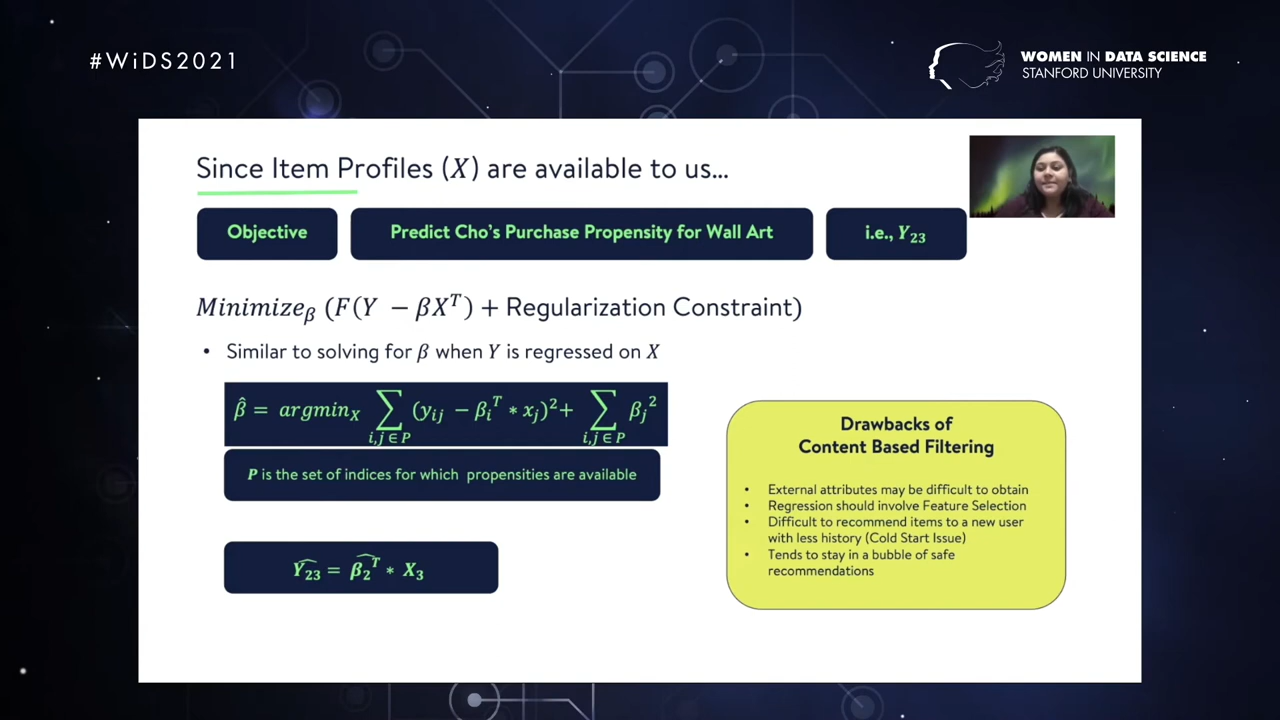 #WiDS2021
WOMEN IN DATA SCIENCE
STANFORD UNIVERSITY
Since Item Profiles (X) are available to us...
Objective
Predict Cho's Purchase Propensity for Wall Art
i.e., Y₂₃
Minimize_β (F(Y − βXᵀ) + Regularization Constraint)
• Similar to solving for β when Y is regressed on X
β̂ = argmin_X ∑_{i,j ∈ P} (y_ij − β_iᵀ * x_j)² + ∑_{i,j ∈ P} β_j²
P is the set of indices for which propensities are available
Ŷ₂₃ = β̂₂ᵀ * X₃
Drawbacks of
Content Based Filtering
• External attributes may be difficult to obtain
• Regression should involve Feature Selection
• Difficult to recommend items to a new user
with less history (Cold Start Issue)
• Tends to stay in a bubble of safe
recommendations